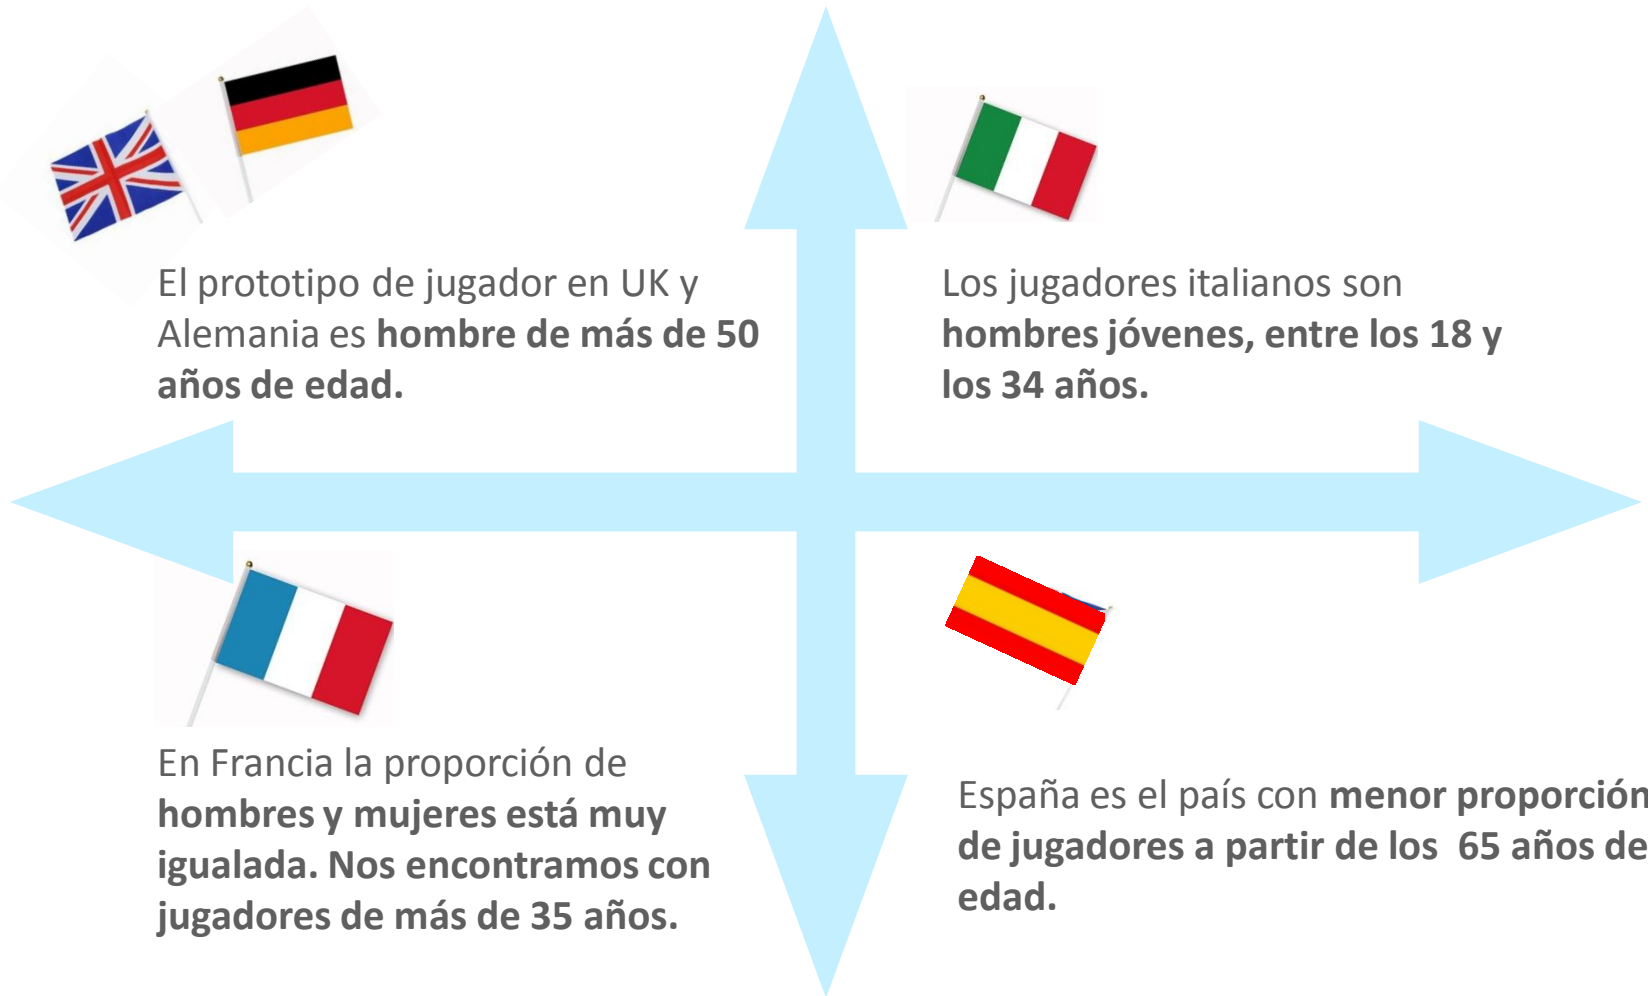 El prototipo de jugador en UK y
Alemania es hombre de más de 50
años de edad.
Los jugadores italianos son
hombres jóvenes, entre los 18 y
los 34 años.
En Francia la proporción de
hombres y mujeres está muy
igualada. Nos encontramos con
jugadores de más de 35 años.
España es el país con menor proporción
de jugadores a partir de los  65 años de
edad.